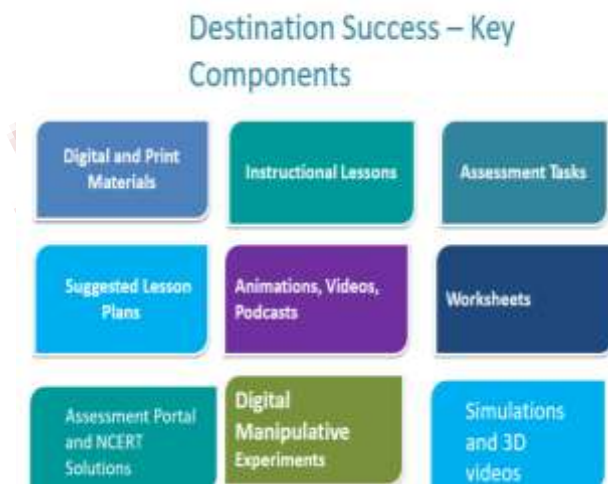 Destination Success – Key
Components
Digital and Print
Materials
Instructional Lessons
Assessment Tasks
Suggested Lesson
Plans
Animations, Videos,
Podcasts
Worksheets
Assessment Portal
and NCERT
Solutions
Digital
Manipulative
Experiments
Simulations
and 3D
videos